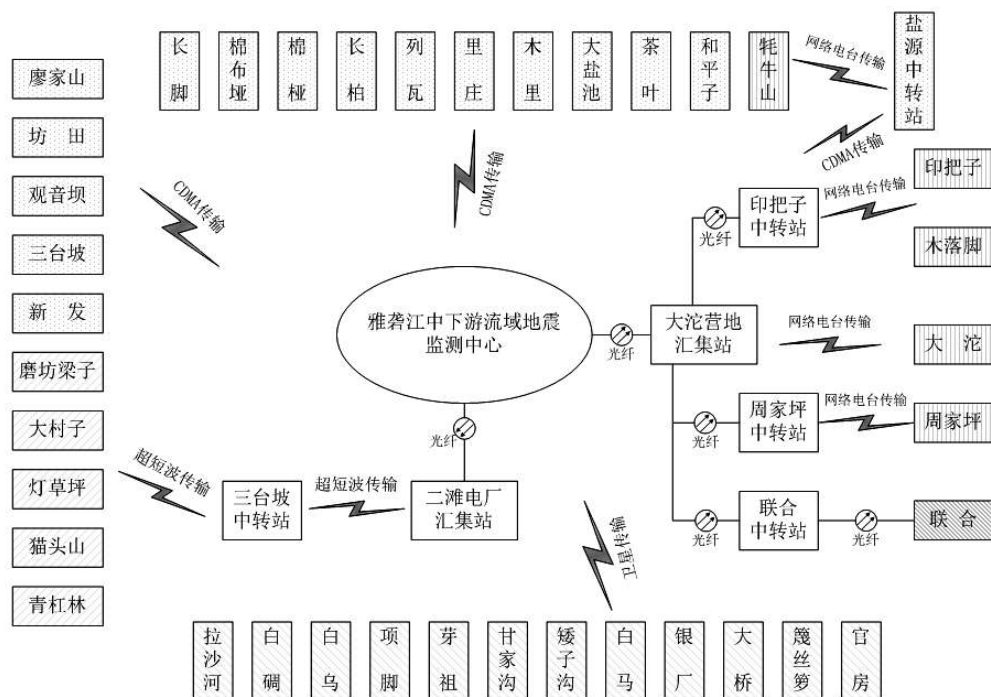 长脚
棉布垭
棉桠
长柏
列瓦
里庄
木里
大盐池
茶叶
和平子
牦牛山
网络电台传输
盐源中转站
CDMA传输
廖家山
坊田
观音坝
三台坡
新发
磨坊梁子
大村子
灯草坪
猫头山
青杠林
CDMA传输
CDMA传输
超短波传输
三台坡
中转站
超短波传输
二滩电厂
汇集站
光纤
雅砻江中下游流域地震
监测中心
光纤
大沱营地
汇集站
光纤
印把子
中转站
网络电台传输
印把子
木落脚
网络电台传输
大沱
光纤
周家坪
中转站
网络电台传输
周家坪
光纤
联合
中转站
光纤
联合
卫星传输
拉沙河
白碉
白乌
项脚
芽祖
甘家沟
矮子沟
白马
银厂
大桥
篾丝箩
官房